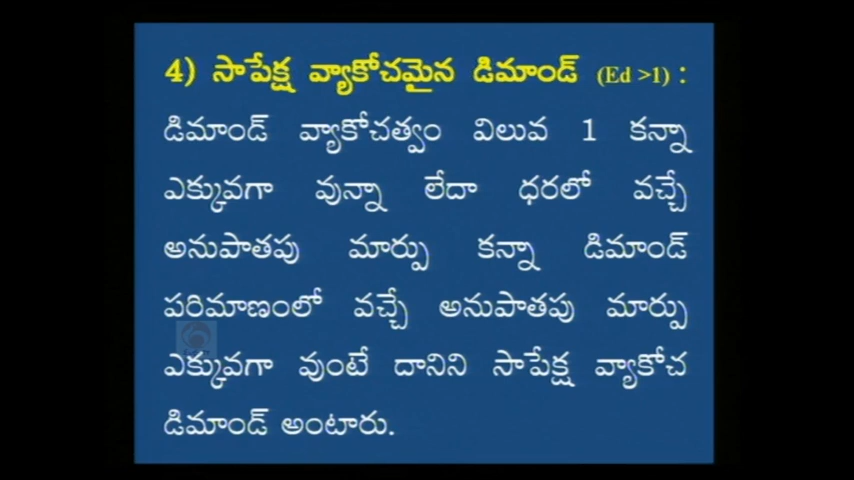 4) సాపేక్ష వ్యాకోచమైన డిమాండ్ (Ed >1) :
డిమాండ్ వ్యాకోచత్వం విలువ 1 కన్నా
ఎక్కువగా వున్నా లేదా ధరలో వచ్చే
అనుపాతపు మార్పు కన్నా డిమాండ్
పరిమాణంలో వచ్చే అనుపాతపు మార్పు
ఎక్కువగా వుంటే దానిని సాపేక్ష వ్యాకోచ
డిమాండ్ అంటారు.